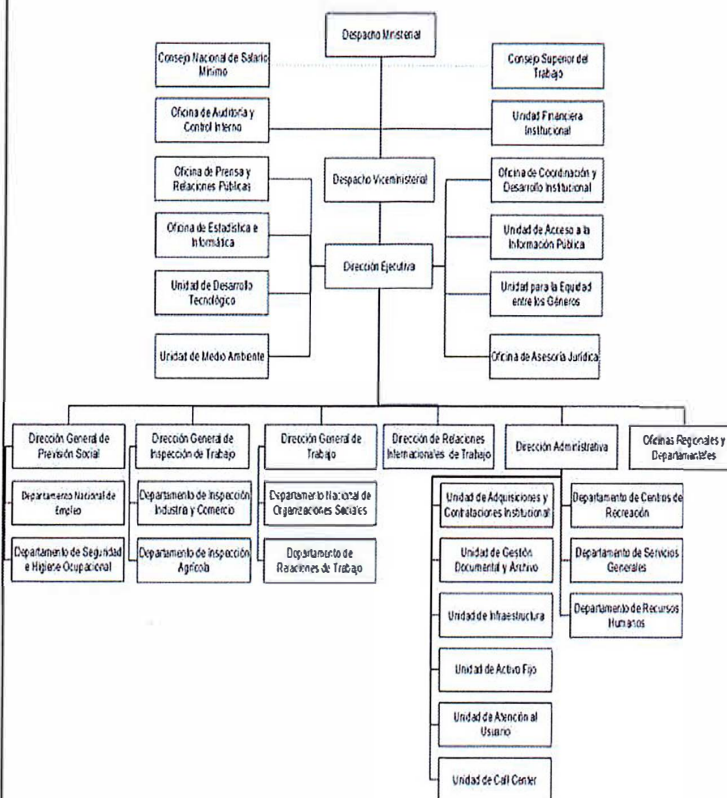 Despacho Ministerial
Consejo Nacional de Salario
Mínimo
Consejo Superior del
Trabajo
Oficina de Auditoría y
Control Interno
Unidad Financiera
Institucional
Oficina de Prensa y
Relaciones Públicas
Despacho Viceministerial
Oficina de Coordinación y
Desarrollo Institucional
Oficina de Estadística e
Informática
Unidad de Acceso a la
Información Pública
Dirección Ejecutiva
Unidad de Desarrollo
Tecnológico
Unidad para la Equidad
entre los Géneros
Unidad de Medio Ambiente
Oficina de Asesoría Jurídica
Dirección General de
Previsión Social
Dirección General de
Inspección de Trabajo
Dirección General de
Trabajo
Dirección de Relaciones
Internacionales de Trabajo
Dirección Administrativa
Oficinas Regionales y
Departamentales
Departamento Nacional de
Empleo
Departamento de Inspección
Industria y Comercio
Departamento Nacional de
Organizaciones Sociales
Unidad de Adquisiciones y
Contrataciones Institucional
Departamento de Centros de
Recreación
Departamento de Seguridad
e Higiene Ocupacional
Departamento de Inspección
Agrícola
Departamento de
Relaciones de Trabajo
Unidad de Gestión
Documental y Archivo
Departamento de Servicios
Generales
Unidad de Infraestructura
Departamento de Recursos
Humanos
Unidad de Activo Fijo
Unidad de Atención al
Usuario
Unidad de Call Center